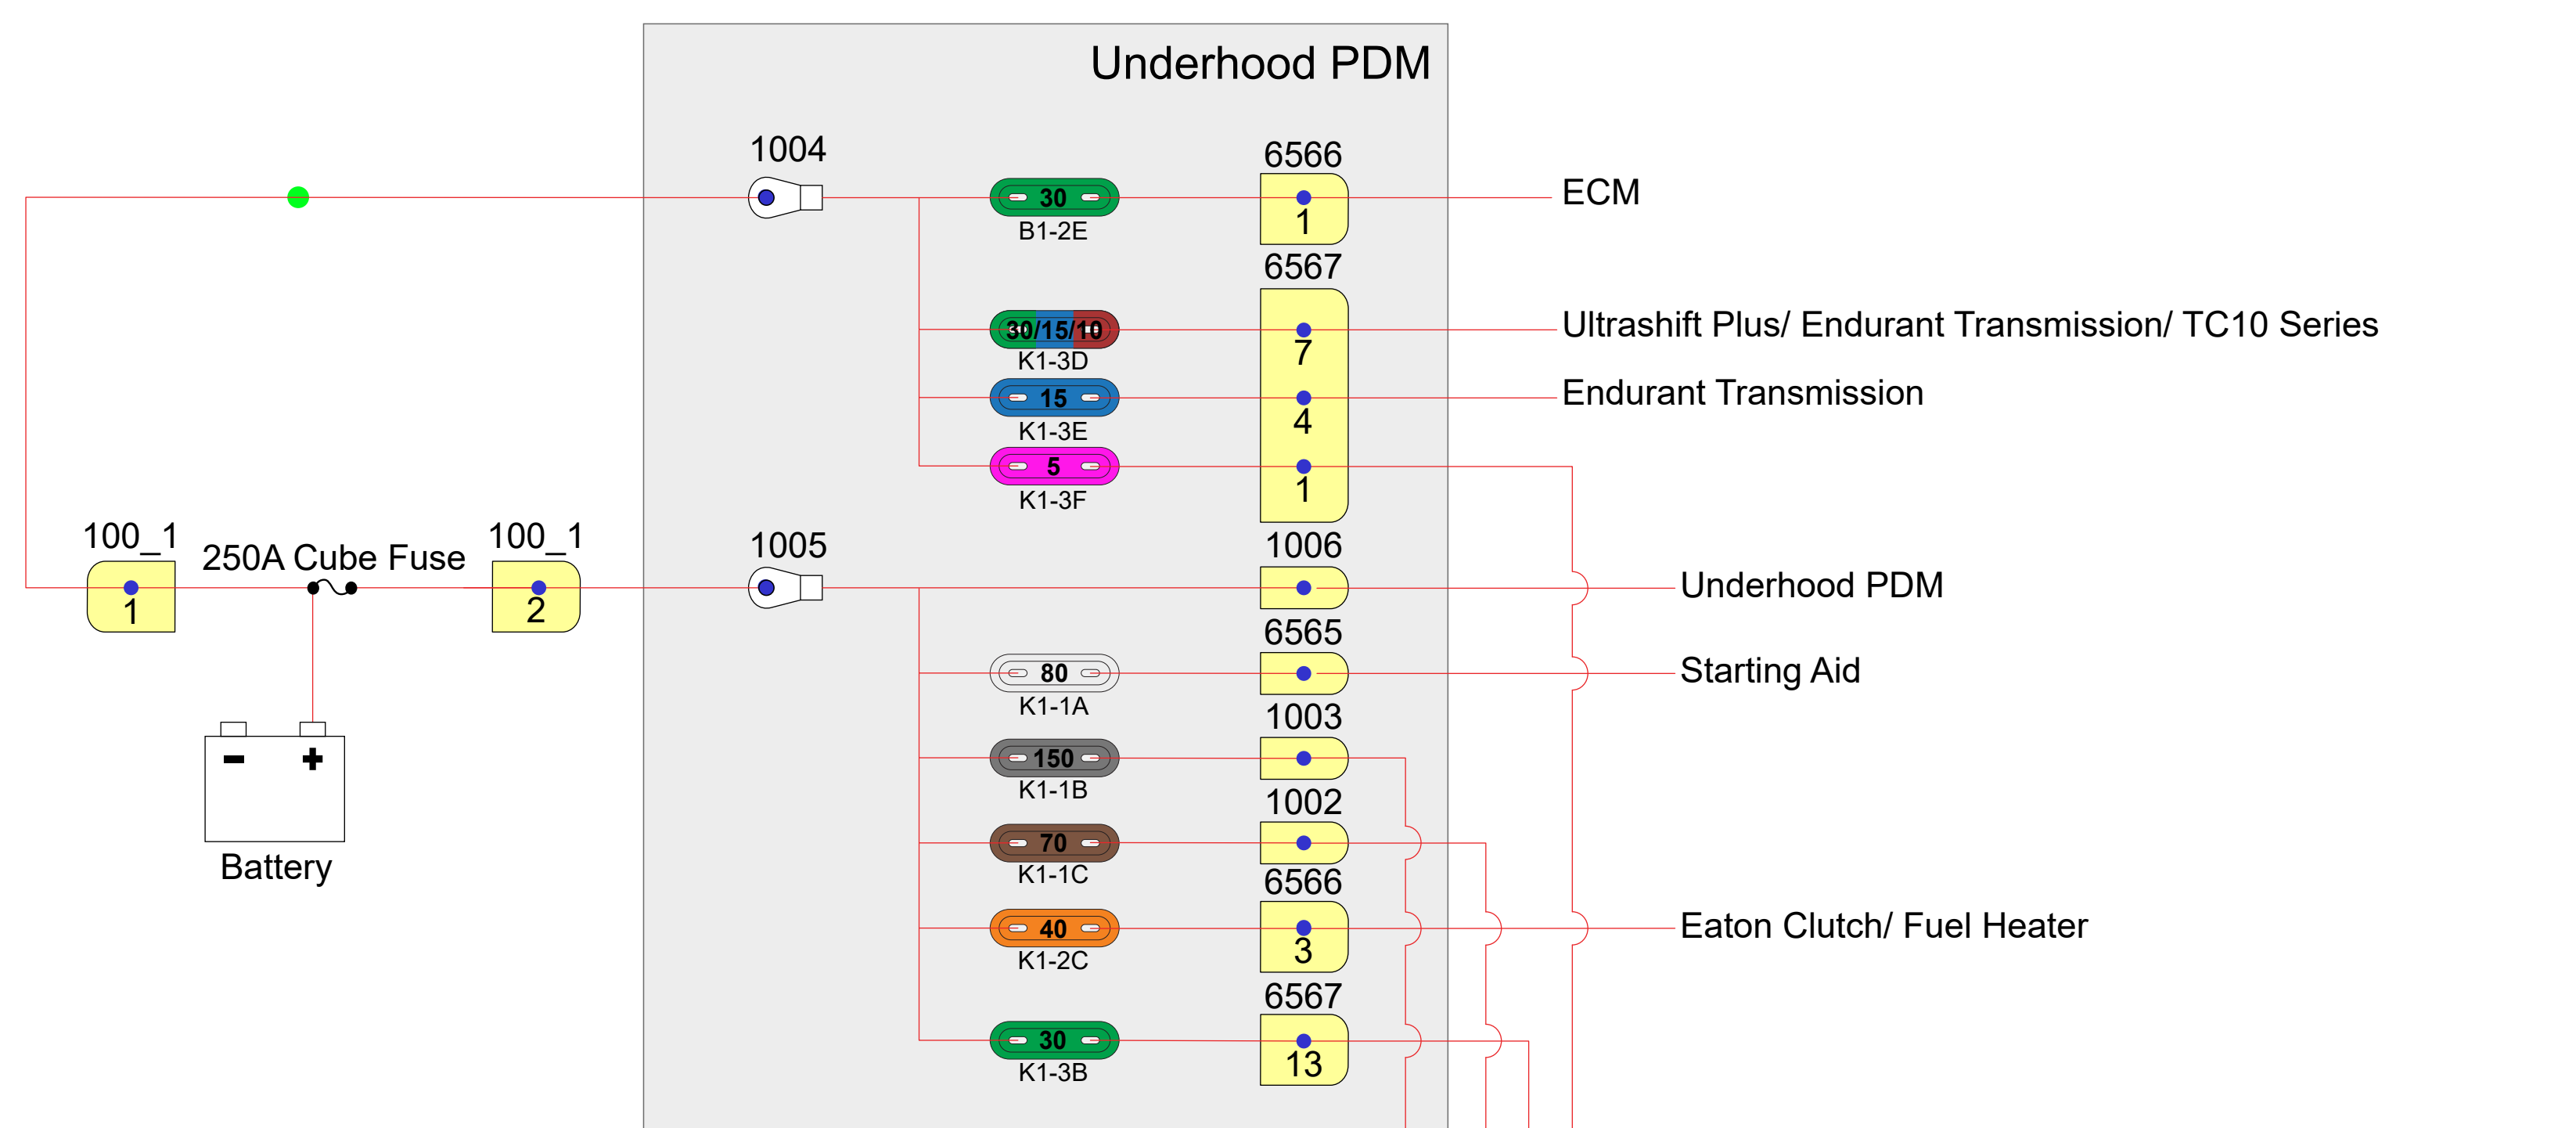 Underhood PDM
1004
6566
30
1
ECM
B1-2E
6567
30/15/10
7
Ultrashift Plus/ Endurant Transmission/ TC10 Series
K1-3D
15
4
Endurant Transmission
K1-3E
5
1
K1-3F
100_1
250A Cube Fuse
100_1
1005
1006
1
2
Underhood PDM
6565
80
Starting Aid
K1-1A
1003
150
K1-1B
1002
70
K1-1C
Battery
6566
40
3
Eaton Clutch/ Fuel Heater
K1-2C
6567
30
13
K1-3B